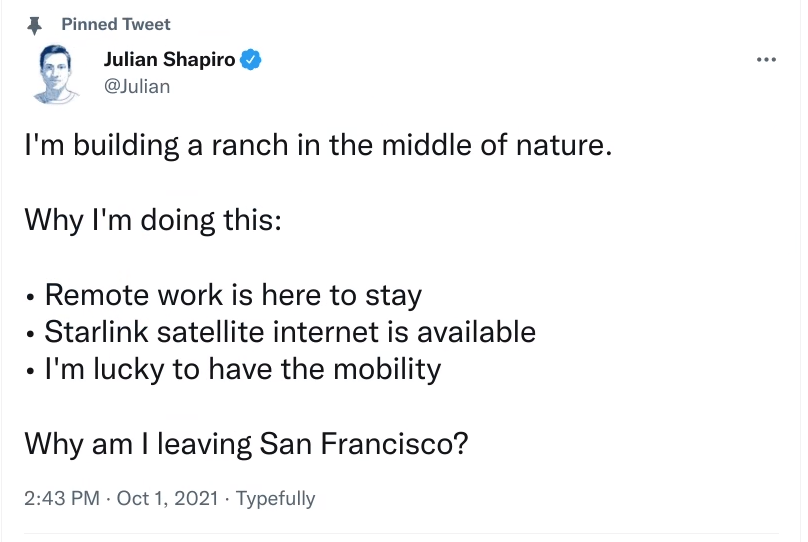 Pinned Tweet
Julian Shapiro
@Julian
I'm building a ranch in the middle of nature.
Why I'm doing this:
• Remote work is here to stay
• Starlink satellite internet is available
• I'm lucky to have the mobility
Why am I leaving San Francisco?
2:43 PM · Oct 1, 2021 · Typefully